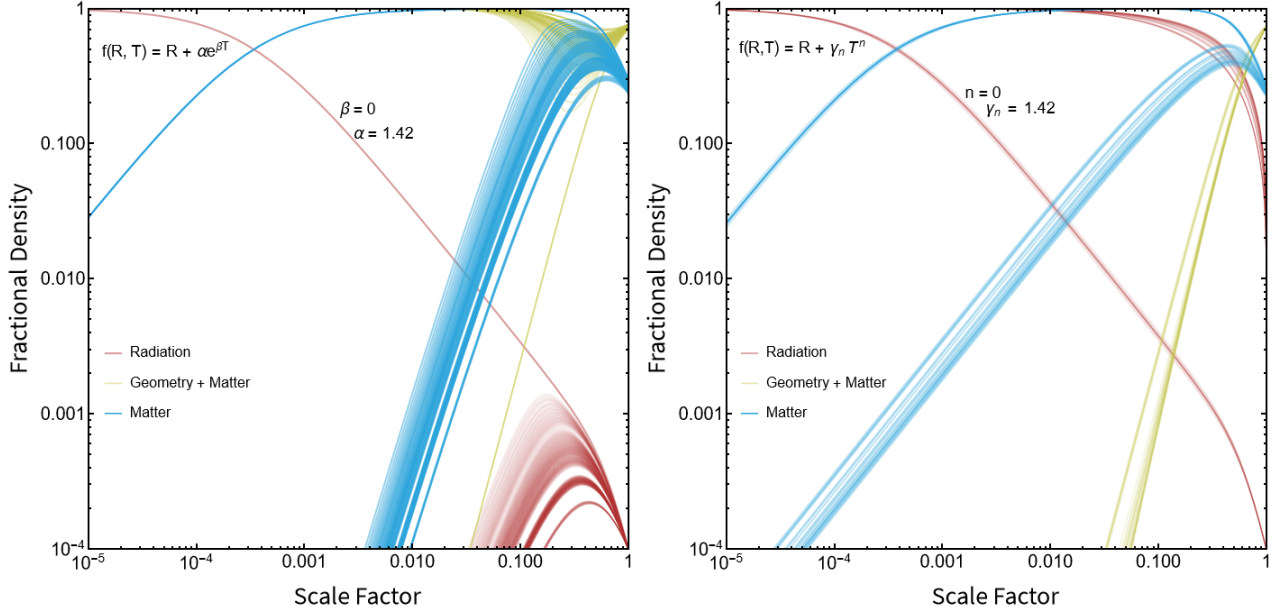 f(R, T) = R + αe^βT
β = 0
α = 1.42
Radiation
Geometry + Matter
Matter
1
0.100
0.010
0.001
10⁻⁴
10⁻⁵
10⁻⁴
0.001
0.010
0.100
1
Fractional Density
Scale Factor
f(R,T) = R + γₙ Tⁿ
n = 0
γₙ = 1.42
Radiation
Geometry + Matter
Matter
1
0.100
0.010
0.001
10⁻⁴
10⁻⁵
10⁻⁴
0.001
0.010
0.100
1
Fractional Density
Scale Factor